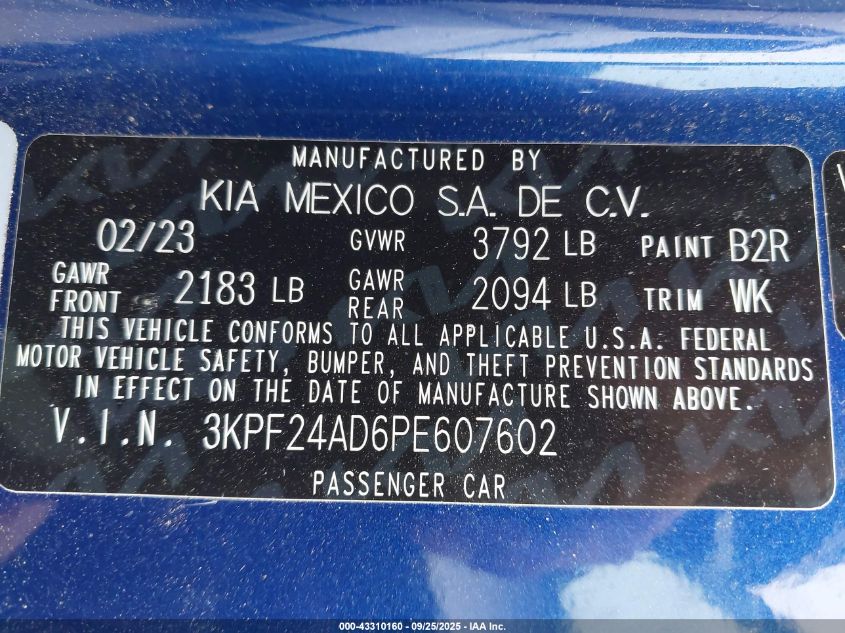 MANUFACTURED BY
KIA MEXICO S.A. DE C.V.
02/23 GVWR 3792 LB PAINT B2R
GAWR FRONT 2183 LB GAWR REAR 2094 LB TRIM WK
THIS VEHICLE CONFORMS TO ALL APPLICABLE U.S.A. FEDERAL
MOTOR VEHICLE SAFETY, BUMPER, AND THEFT PREVENTION STANDARDS
IN EFFECT ON THE DATE OF MANUFACTURE SHOWN ABOVE.
V.I.N. 3KPF24AD6PE607602
PASSENGER CAR
000-43310160 - 09/25/2025 - IAA Inc.